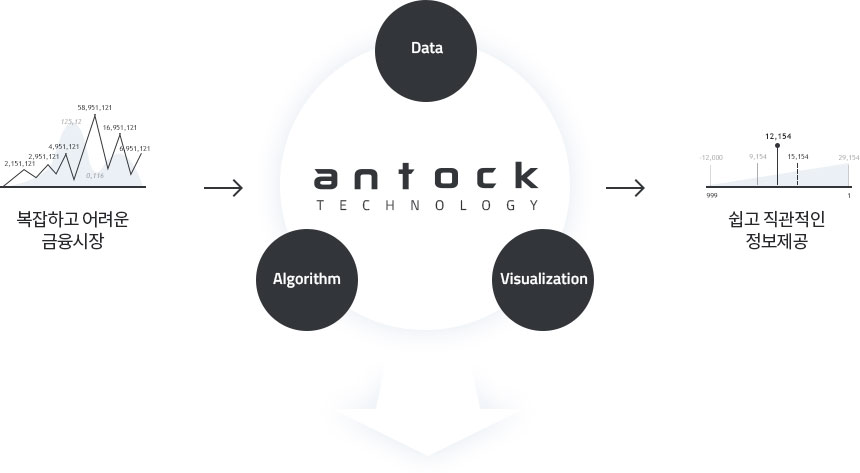 Data
58,951,121
125,12
16,951,121
4,951,121
6,951,121
2,951,121
2,151,121
0,116
복잡하고 어려운
금융시장
antock
TECHNOLOGY
Algorithm
Visualization
12,154
-12,000
9,154
15,154
29,154
999
1
쉽고 직관적인
정보제공